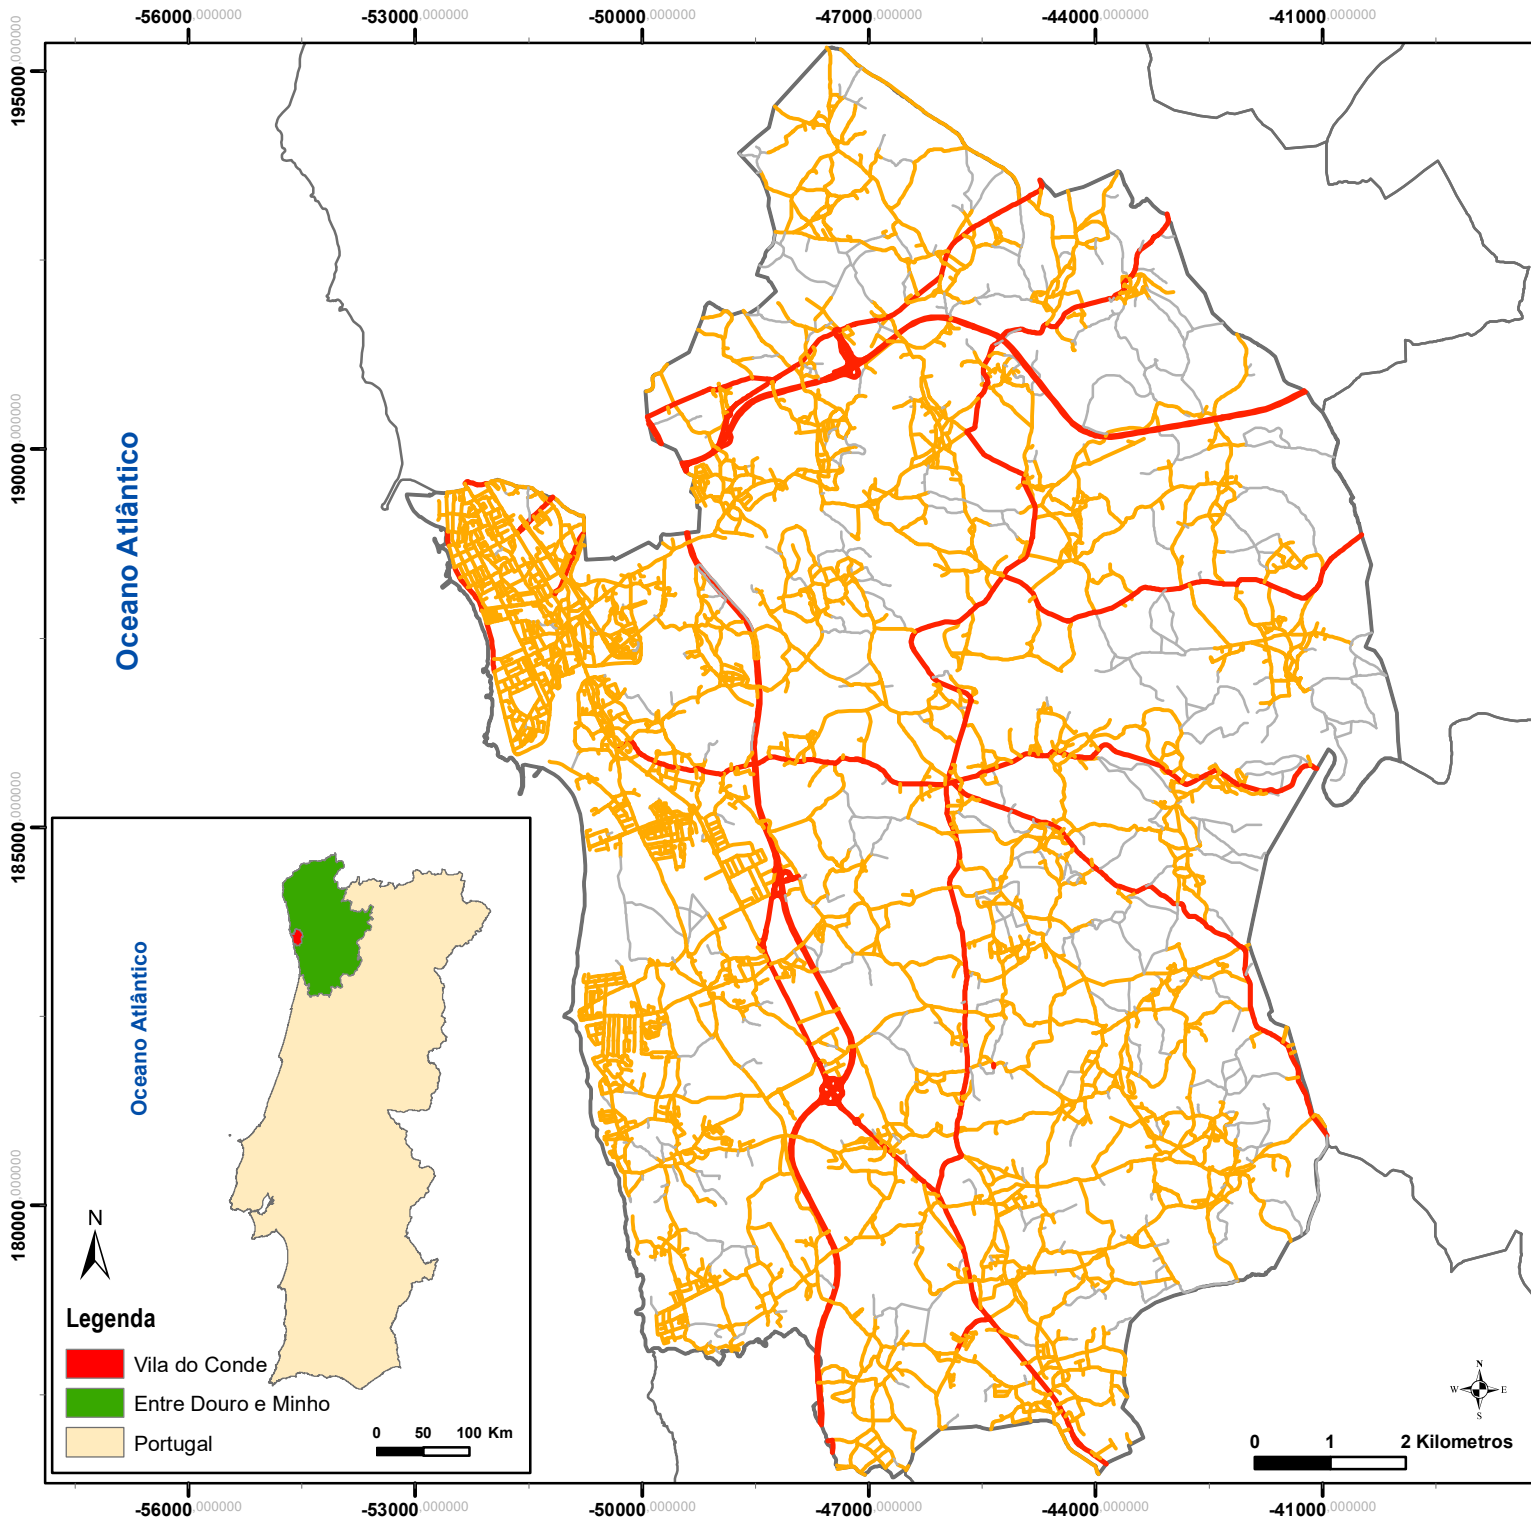 -56000,000000 -53000,000000 -50000,000000 -47000,000000 -44000,000000 -41000,000000
195000,000000
190000,000000
185000,000000
180000,000000
Oceano Atlântico
Oceano Atlântico
N
Legenda
Vila do Conde
Entre Douro e Minho
Portugal
0 50 100 Km
N
W E
S
0 1 2 Kilometros
-56000,000000 -53000,000000 -50000,000000 -47000,000000 -44000,000000 -41000,000000